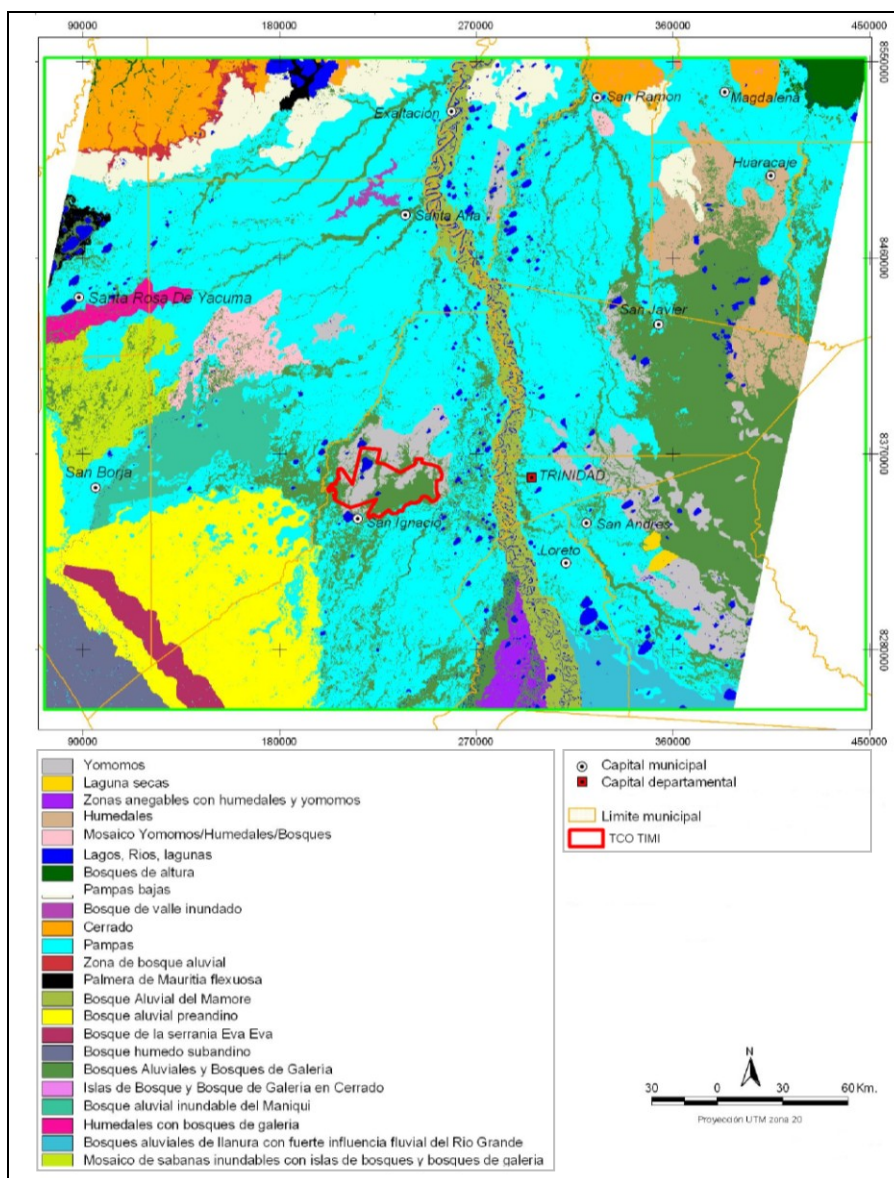 90000 180000 270000 360000 450000
8550000
San Ramon
Magdalena
Exaltación
Huaracaje
Santa Ana
8460000
Santa Rosa De Yacuma
San Javier
8370000
San Borja
TRINIDAD
San Ignacio
San Andres
Loreto
8280000
90000 180000 270000 360000 450000
Yomomos
Laguna secas
Zonas anegables con humedales y yomomos
Humedales
Mosaico Yomomos/Humedales/Bosques
Lagos, Rios, lagunas
Bosques de altura
Pampas bajas
Bosque de valle inundado
Cerrado
Pampas
Zona de bosque aluvial
Palmera de Mauritia flexuosa
Bosque Aluvial del Mamore
Bosque aluvial preandino
Bosque de la serrania Eva Eva
Bosque humedo subandino
Bosques Aluviales y Bosques de Galeria
Islas de Bosque y Bosque de Galeria en Cerrado
Bosque aluvial inundable del Maniqui
Humedales con bosques de galeria
Bosques aluviales de llanura con fuerte influencia fluvial del Rio Grande
Mosaico de sabanas inundables con islas de bosques y bosques de galeria
Capital municipal
Capital departamental
Limite municipal
TCO TIMI
N
30 0 30 60 Km.
Proyección UTM zona 20